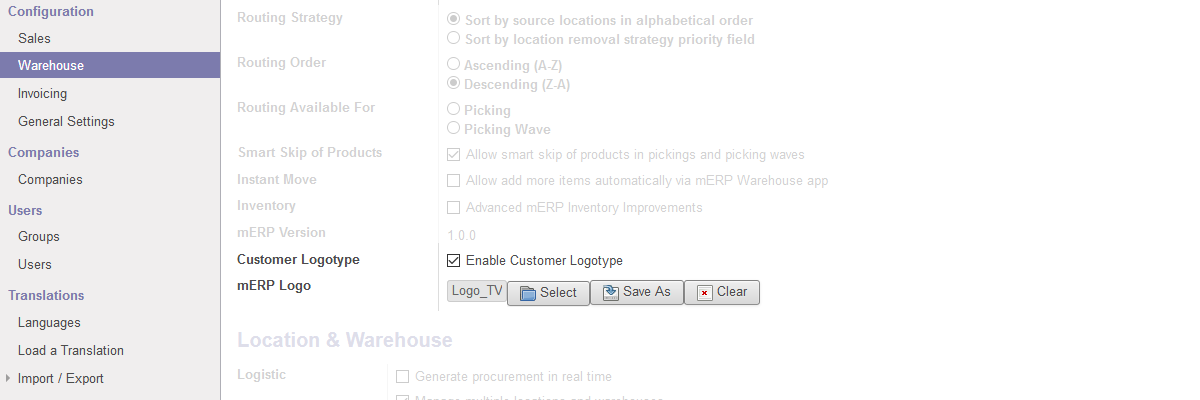 Configuration
Sales
Warehouse
Invoicing
General Settings
Companies
Companies
Users
Groups
Users
Translations
Languages
Load a Translation
Import / Export
Routing Strategy
Sort by source locations in alphabetical order
Sort by location removal strategy priority field
Routing Order
Ascending (A-Z)
Descending (Z-A)
Routing Available For
Picking
Picking Wave
Smart Skip of Products
Allow smart skip of products in pickings and picking waves
Instant Move
Allow add more items automatically via mERP Warehouse app
Inventory
Advanced mERP Inventory Improvements
mERP Version
1.0.0
Customer Logotype
Enable Customer Logotype
mERP Logo
Logo_TV Select Save As Clear
Location & Warehouse
Logistic
Generate procurement in real time
Manage multiple locations and warehouses